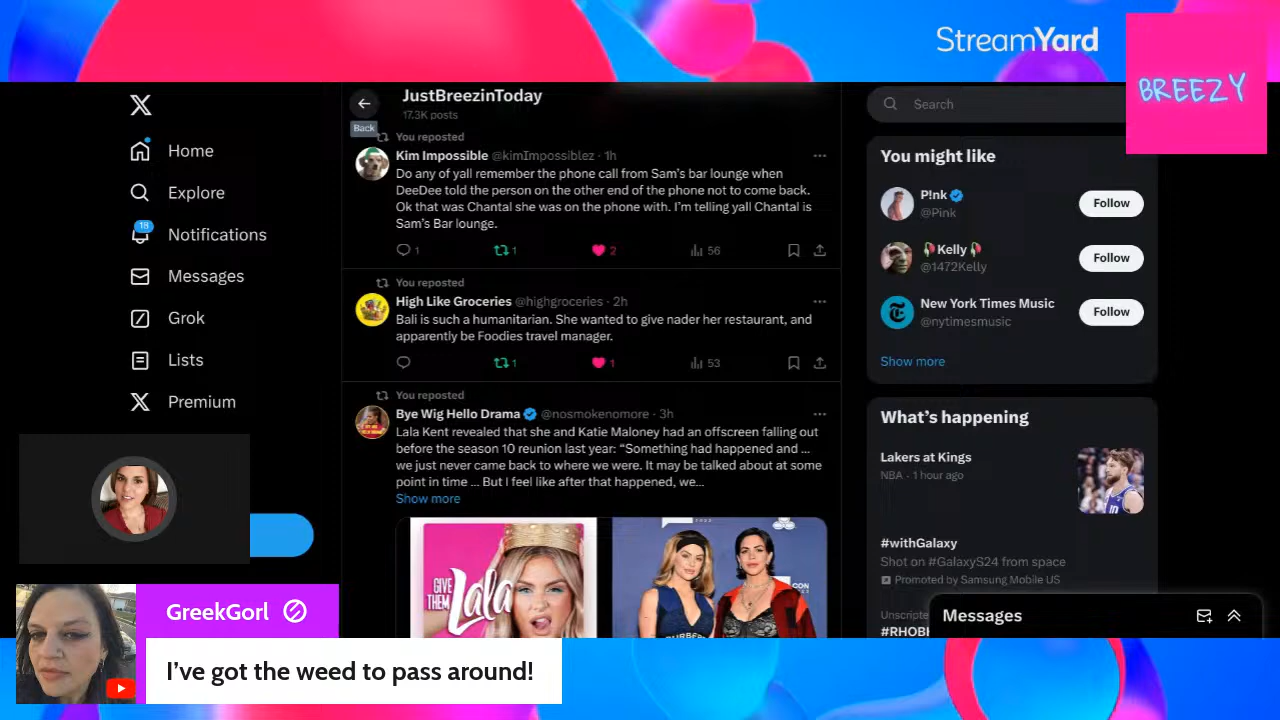 StreamYard
BREEZY
JustBreezinToday
17.3K posts
Back
Home
Explore
18
Notifications
Messages
Grok
Lists
Premium
You reposted
Kim Impossible @kimImpossiblez · 1h
Do any of yall remember the phone call from Sam's bar lounge when
DeeDee told the person on the other end of the phone not to come back.
Ok that was Chantal she was on the phone with. I'm telling yall Chantal is
Sam's Bar lounge.
1 1 2 56
You reposted
High Like Groceries @highgroceries · 2h
Bali is such a humanitarian. She wanted to give nader her restaurant, and
apparently be Foodies travel manager.
1 1 53
You reposted
Bye Wig Hello Drama @nosmokenomore · 3h
Lala Kent revealed that she and Katie Maloney had an offscreen falling out
before the season 10 reunion last year: “Something had happened and ...
we just never came back to where we were. It may be talked about at some
point in time ... But I feel like after that happened, we...
Show more
GIVE
THEM
Lala
Search
You might like
P!nk
@Pink
Follow
Kelly
@1472Kelly
Follow
New York Times Music
@nytimesmusic
Follow
Show more
What's happening
Lakers at Kings
NBA · 1 hour ago
#withGalaxy
Shot on #GalaxyS24 from space
Promoted by Samsung Mobile US
Messages
GreekGorl
I've got the weed to pass around!